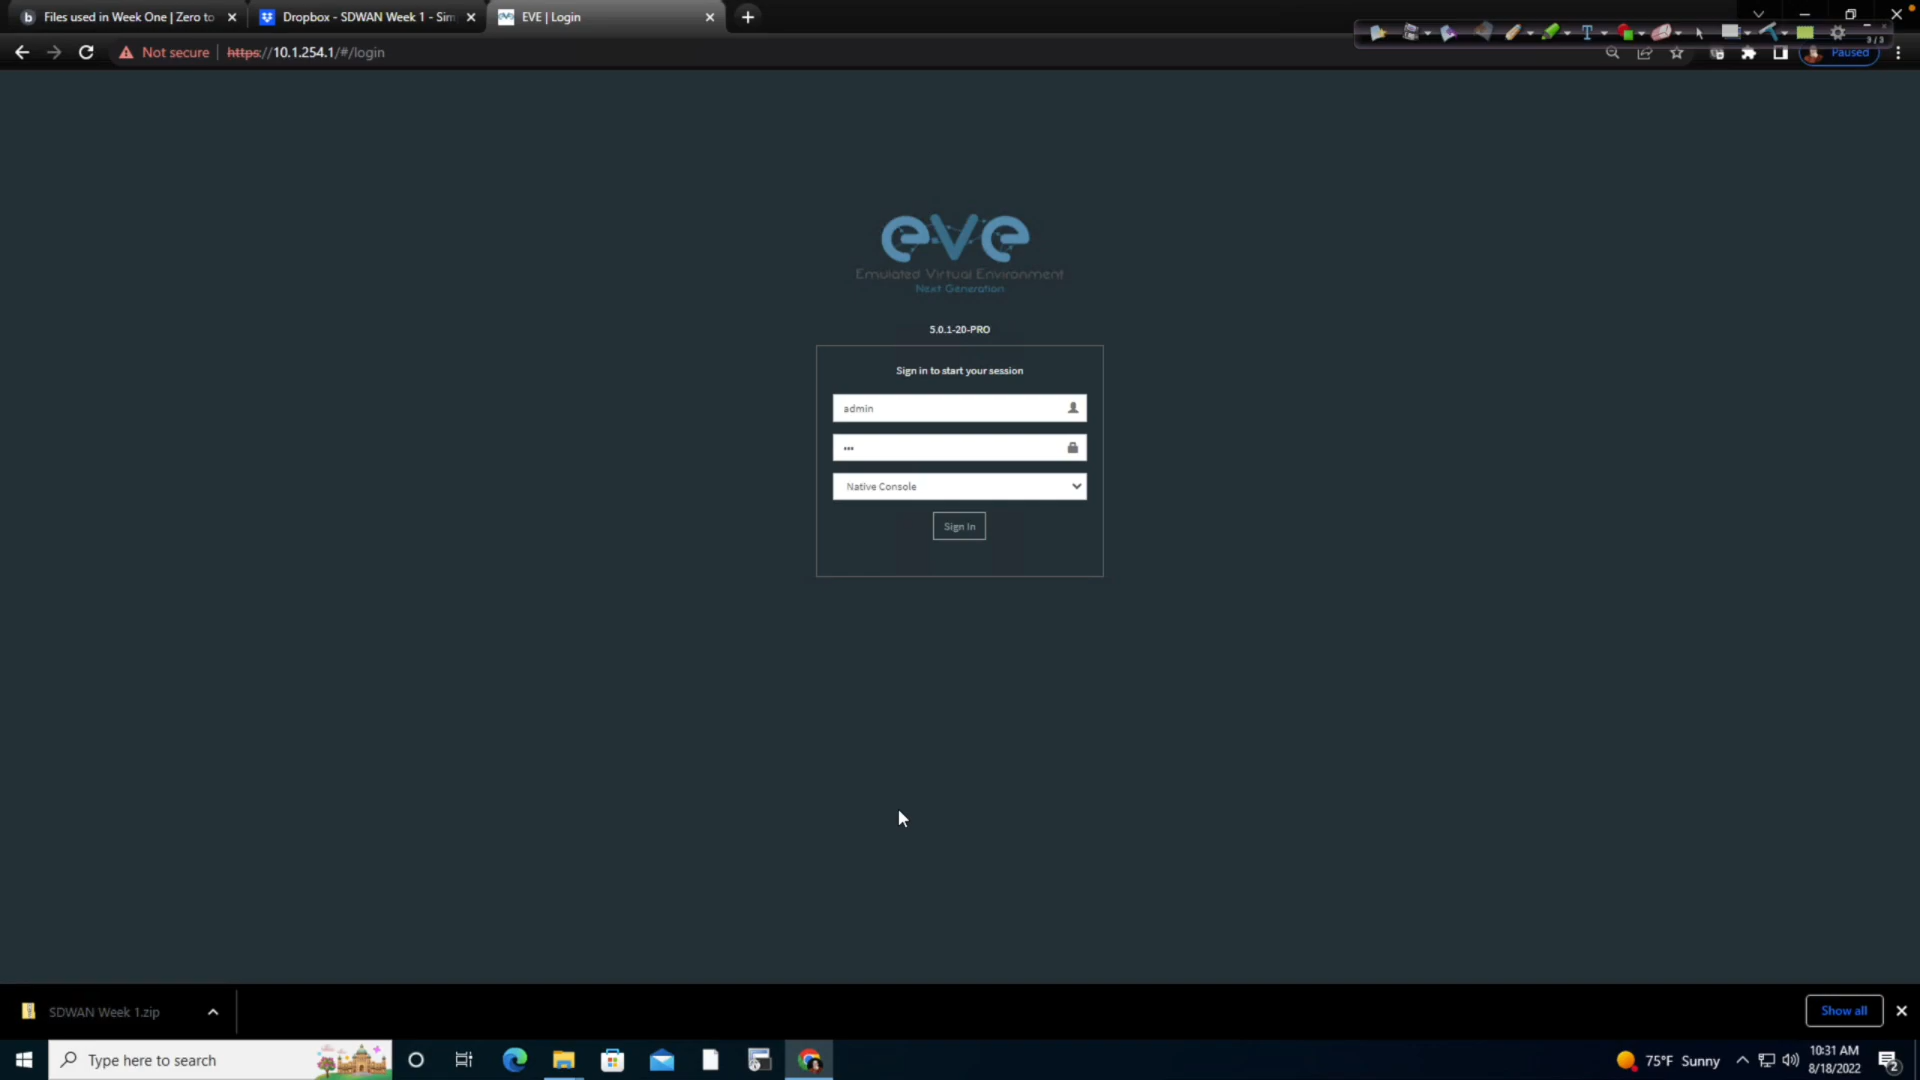 Files used in Week One | Zero to
Dropbox - SDWAN Week 1 - Sim
EVE | Login
Not secure
https://10.1.254.1/#/login
3/3
Paused
eve
Emulated Virtual Environment
Next Generation
5.0.1-20-PRO
Sign in to start your session
admin
•••
Native Console
Sign In
SDWAN Week 1.zip
Show all
Type here to search
75°F Sunny
10:31 AM
8/18/2022
2